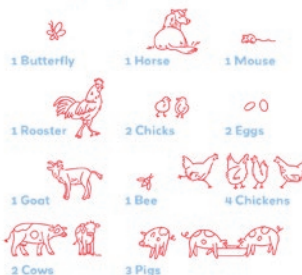 1 Butterfly
1 Horse
1 Mouse
1 Rooster
2 Chicks
2 Eggs
1 Goat
1 Bee
4 Chickens
2 Cows
3 Pigs